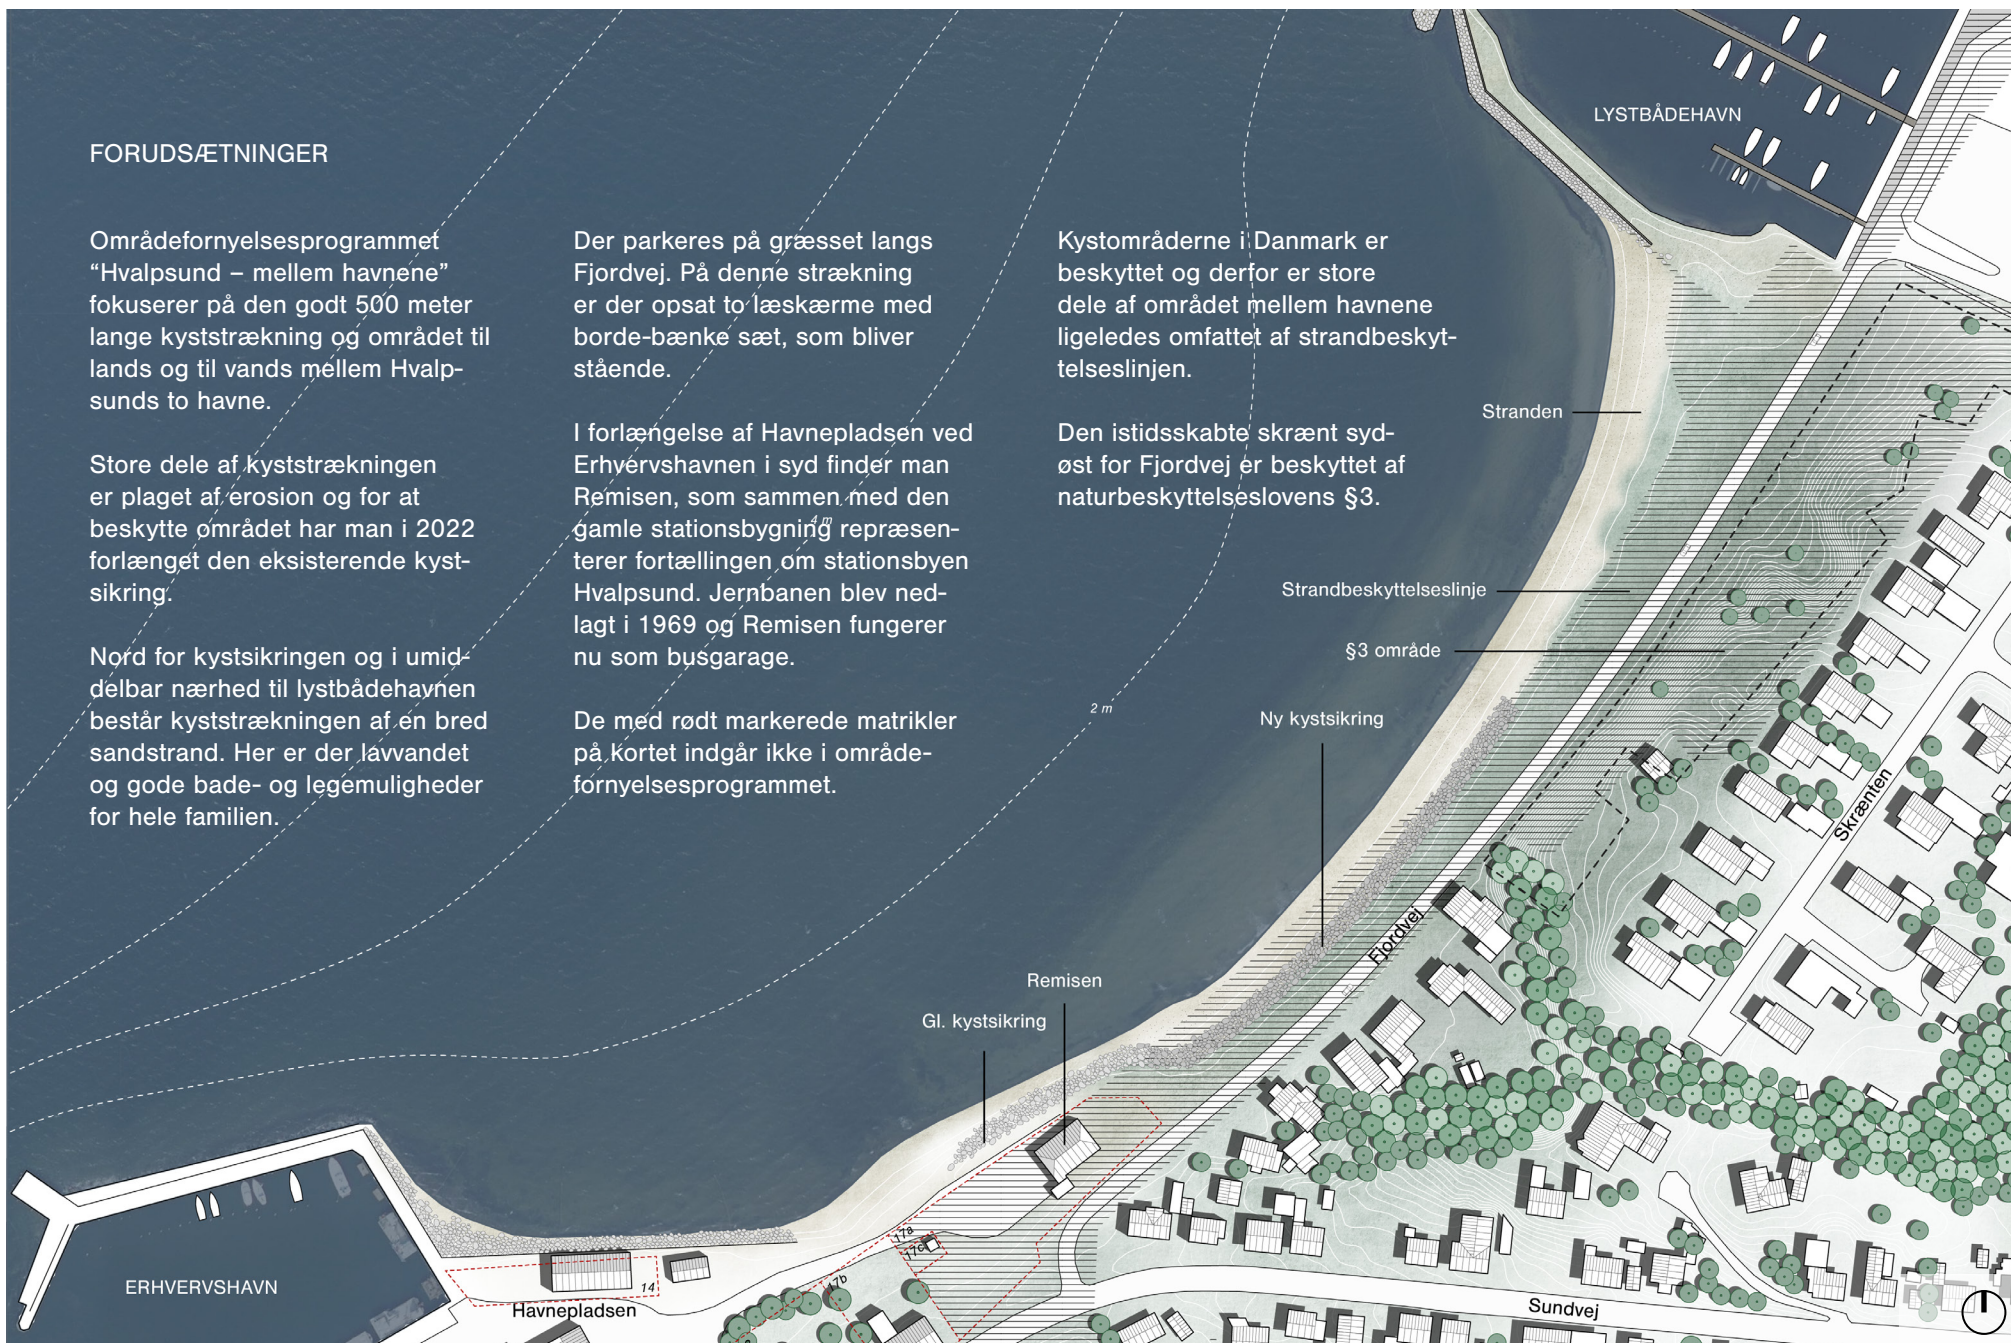 FORUDSÆTNINGER
Områdefornyelsesprogrammet
“Hvalpsund – mellem havnene”
fokuserer på den godt 500 meter
lange kyststrækning og området til
lands og til vands mellem Hvalp-
sunds to havne.
Store dele af kyststrækningen
er plaget af erosion og for at
beskytte området har man i 2022
forlænget den eksisterende kyst-
sikring.
Nord for kystsikringen og i umid-
delbar nærhed til lystbådehavnen
består kyststrækningen af en bred
sandstrand. Her er der lavvandet
og gode bade- og legemuligheder
for hele familien.
Der parkeres på græsset langs
Fjordvej. På denne strækning
er der opsat to læskærme med
borde-bænke sæt, som bliver
stående.
I forlængelse af Havnepladsen ved
Erhvervshavnen i syd finder man
Remisen, som sammen med den
gamle stationsbygning repræsen-
terer fortællingen om stationsbyen
Hvalpsund. Jernbanen blev ned-
lagt i 1969 og Remisen fungerer
nu som busgarage.
De med rødt markerede matrikler
på kortet indgår ikke i område-
fornyelsesprogrammet.
Kystområderne i Danmark er
beskyttet og derfor er store
dele af området mellem havnene
ligeledes omfattet af strandbeskyt-
telseslinjen.
Den istidsskabte skrænt syd-
øst for Fjordvej er beskyttet af
naturbeskyttelseslovens §3.
LYSTBÅDEHAVN
Stranden
4 m
Strandbeskyttelseslinje
§3 område
2 m
Ny kystsikring
Skrænten
Fjordvej
Remisen
Gl. kystsikring
17a
17c
17b
14
ERHVERVSHAVN
Havnepladsen
Sundvej